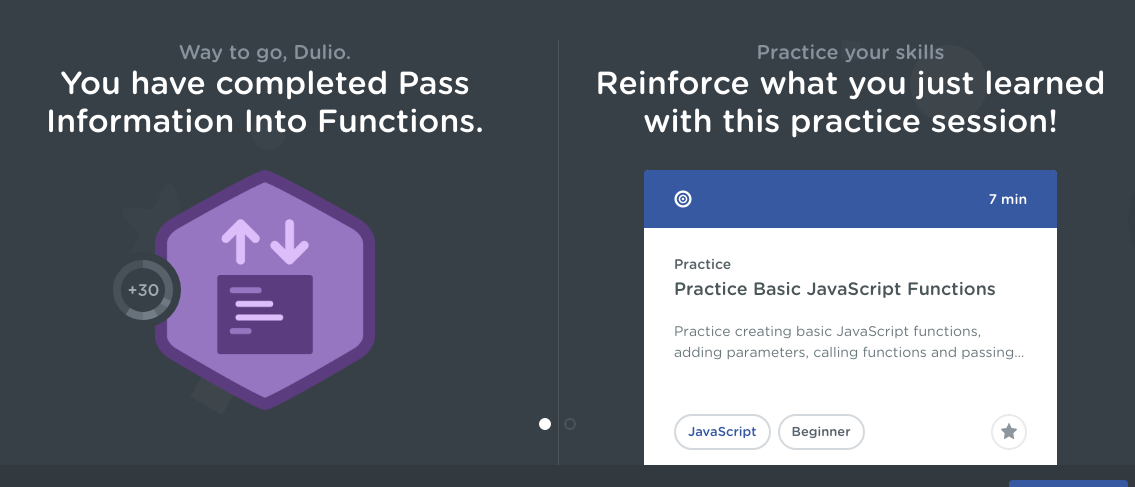 Way to go, Dulio.
You have completed Pass
Information Into Functions.
+30
Practice your skills
Reinforce what you just learned
with this practice session!
7 min
Practice
Practice Basic JavaScript Functions
Practice creating basic JavaScript functions,
adding parameters, calling functions and passing...
JavaScript
Beginner